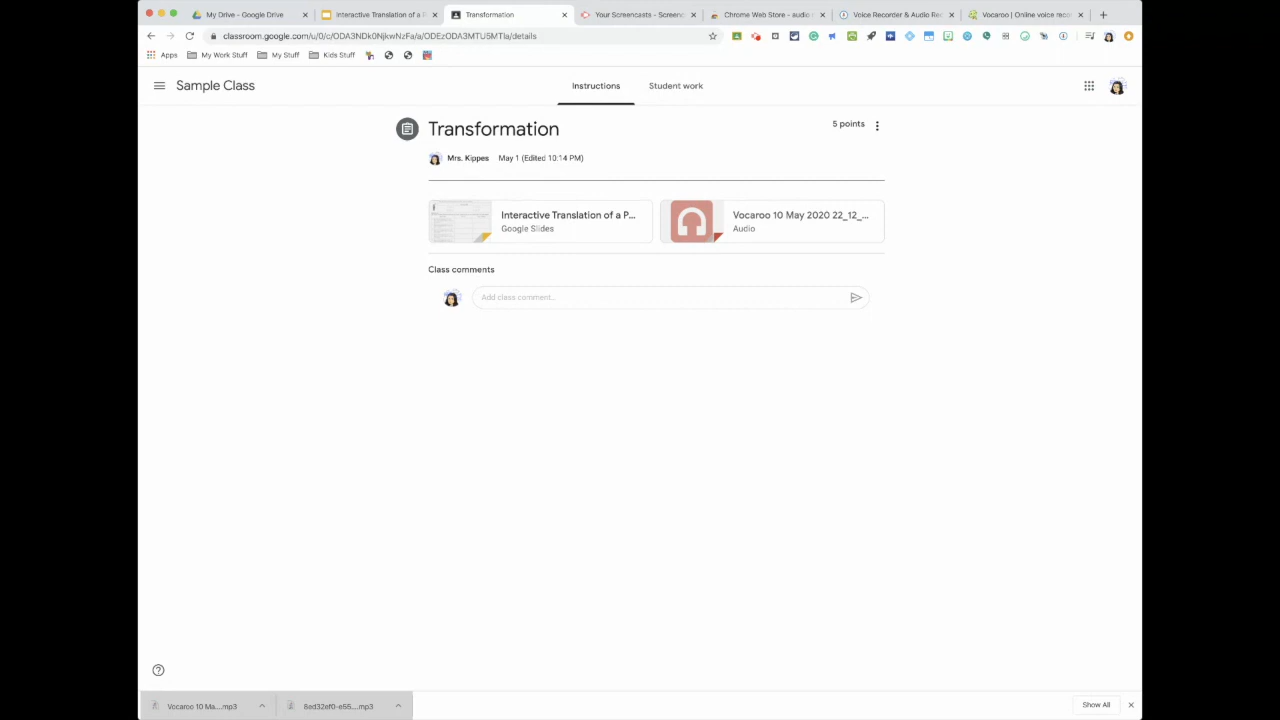 My Drive - Google Drive
Interactive Translation of a P
Transformation
Your Screencasts - Screenc
Chrome Web Store - audio r
Voice Recorder & Audio Rec
Vocaroo | Online voice reco
classroom.google.com/u/0/c/ODA3NDk0NjkwNzFa/a/ODEzODA3MTU5MTla/details
Apps
My Work Stuff
My Stuff
Kids Stuff
Sample Class
Instructions
Student work
Transformation
5 points
Mrs. Kippes May 1 (Edited 10:14 PM)
Interactive Translation of a P...
Google Slides
Vocaroo 10 May 2020 22_12_...
Audio
Class comments
Add class comment...
Vocaroo 10 Ma....mp3
8ed32ef0-e55....mp3
Show All